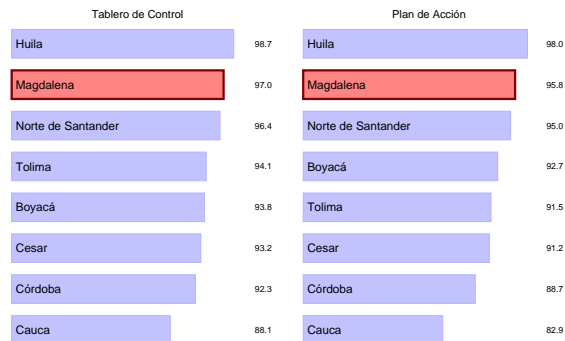 Tablero de Control
Huila 98.7
Magdalena 97.0
Norte de Santander 96.4
Tolima 94.1
Boyacá 93.8
Cesar 93.2
Córdoba 92.3
Cauca 88.1
Plan de Acción
Huila 98.0
Magdalena 95.8
Norte de Santander 95.0
Boyacá 92.7
Tolima 91.5
Cesar 91.2
Córdoba 88.7
Cauca 82.9